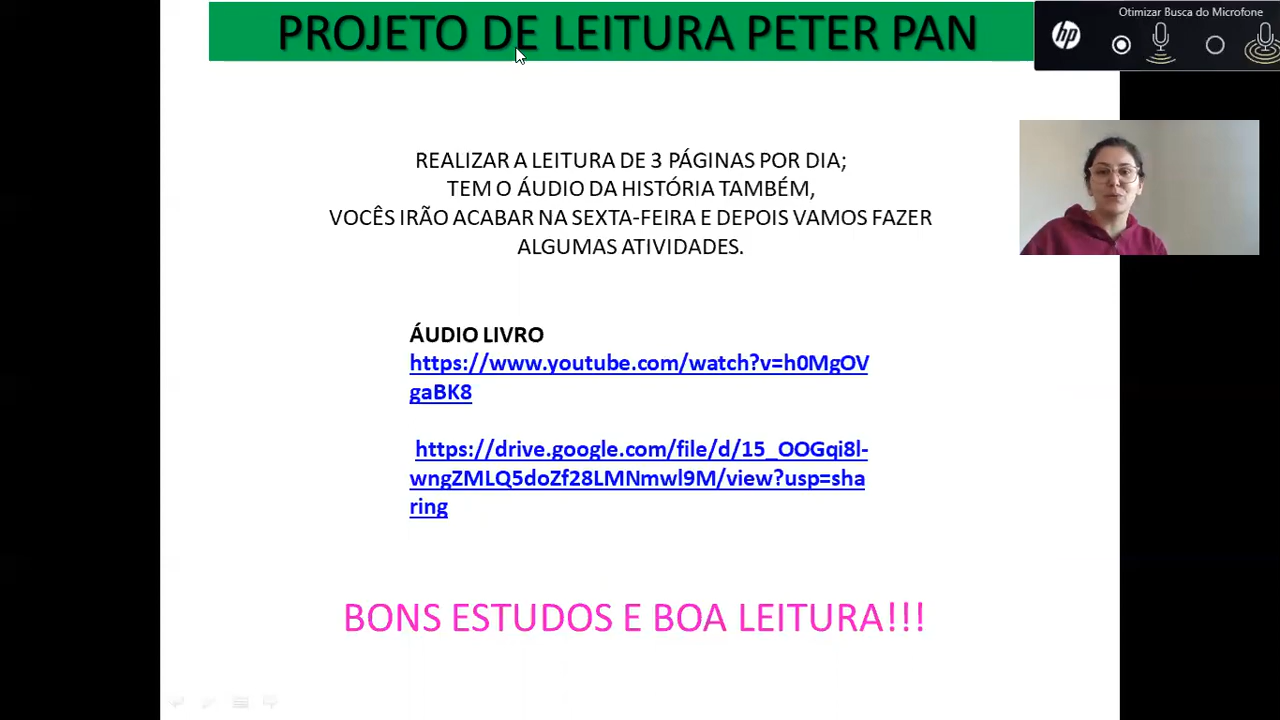 PROJETO DE LEITURA PETER PAN
Otimizar Busca do Microfone
hp
REALIZAR A LEITURA DE 3 PÁGINAS POR DIA;
TEM O ÁUDIO DA HISTÓRIA TAMBÉM,
VOCÊS IRÃO ACABAR NA SEXTA-FEIRA E DEPOIS VAMOS FAZER
ALGUMAS ATIVIDADES.
ÁUDIO LIVRO
https://www.youtube.com/watch?v=h0MgOV
gaBK8
https://drive.google.com/file/d/15_OOGqi8l-
wngZMLQ5doZf28LMNmwl9M/view?usp=sha
ring
BONS ESTUDOS E BOA LEITURA!!!